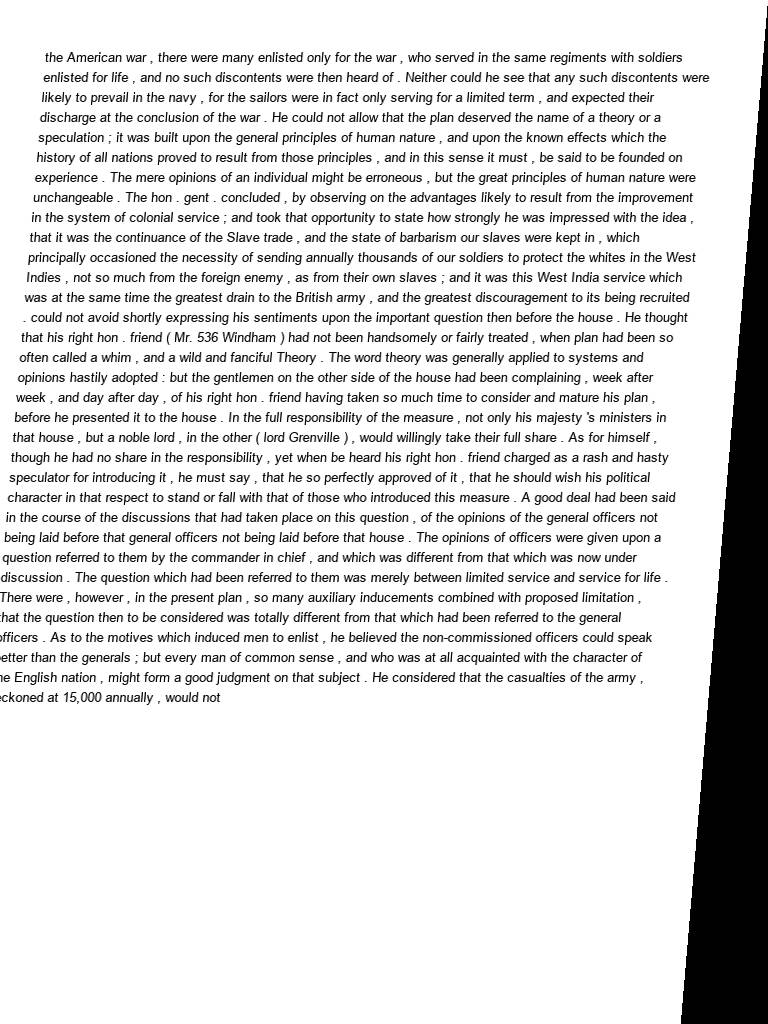 the American war , there were many enlisted only for the war , who served in the same regiments with soldiers
enlisted for life , and no such discontents were then heard of . Neither could he see that any such discontents were
likely to prevail in the navy , for the sailors were in fact only serving for a limited term , and expected their
discharge at the conclusion of the war . He could not allow that the plan deserved the name of a theory or a
speculation ; it was built upon the general principles of human nature , and upon the known effects which the
history of all nations proved to result from those principles , and in this sense it must , be said to be founded on
experience . The mere opinions of an individual might be erroneous , but the great principles of human nature were
unchangeable . The hon . gent . concluded , by observing on the advantages likely to result from the improvement
in the system of colonial service ; and took that opportunity to state how strongly he was impressed with the idea ,
that it was the continuance of the Slave trade , and the state of barbarism our slaves were kept in , which
principally occasioned the necessity of sending annually thousands of our soldiers to protect the whites in the West
Indies , not so much from the foreign enemy , as from their own slaves ; and it was this West India service which
was at the same time the greatest drain to the British army , and the greatest discouragement to its being recruited
. could not avoid shortly expressing his sentiments upon the important question then before the house . He thought
that his right hon . friend ( Mr. 536 Windham ) had not been handsomely or fairly treated , when plan had been so
often called a whim , and a wild and fanciful Theory . The word theory was generally applied to systems and
opinions hastily adopted : but the gentlemen on the other side of the house had been complaining , week after
week , and day after day , of his right hon . friend having taken so much time to consider and mature his plan ,
before he presented it to the house . In the full responsibility of the measure , not only his majesty 's ministers in
that house , but a noble lord , in the other ( lord Grenville ) , would willingly take their full share . As for himself ,
though he had no share in the responsibility , yet when be heard his right hon . friend charged as a rash and hasty
speculator for introducing it , he must say , that he so perfectly approved of it , that he should wish his political
character in that respect to stand or fall with that of those who introduced this measure . A good deal had been said
in the course of the discussions that had taken place on this question , of the opinions of the general officers not
being laid before that general officers not being laid before that house . The opinions of officers were given upon a
question referred to them by the commander in chief , and which was different from that which was now under
discussion . The question which had been referred to them was merely between limited service and service for life .
There were , however , in the present plan , so many auxiliary inducements combined with proposed limitation ,
that the question then to be considered was totally different from that which had been referred to the general
officers . As to the motives which induced men to enlist , he believed the non-commissioned officers could speak
better than the generals ; but every man of common sense , and who was at all acquainted with the character of
the English nation , might form a good judgment on that subject . He considered that the casualties of the army ,
eckoned at 15,000 annually , would not